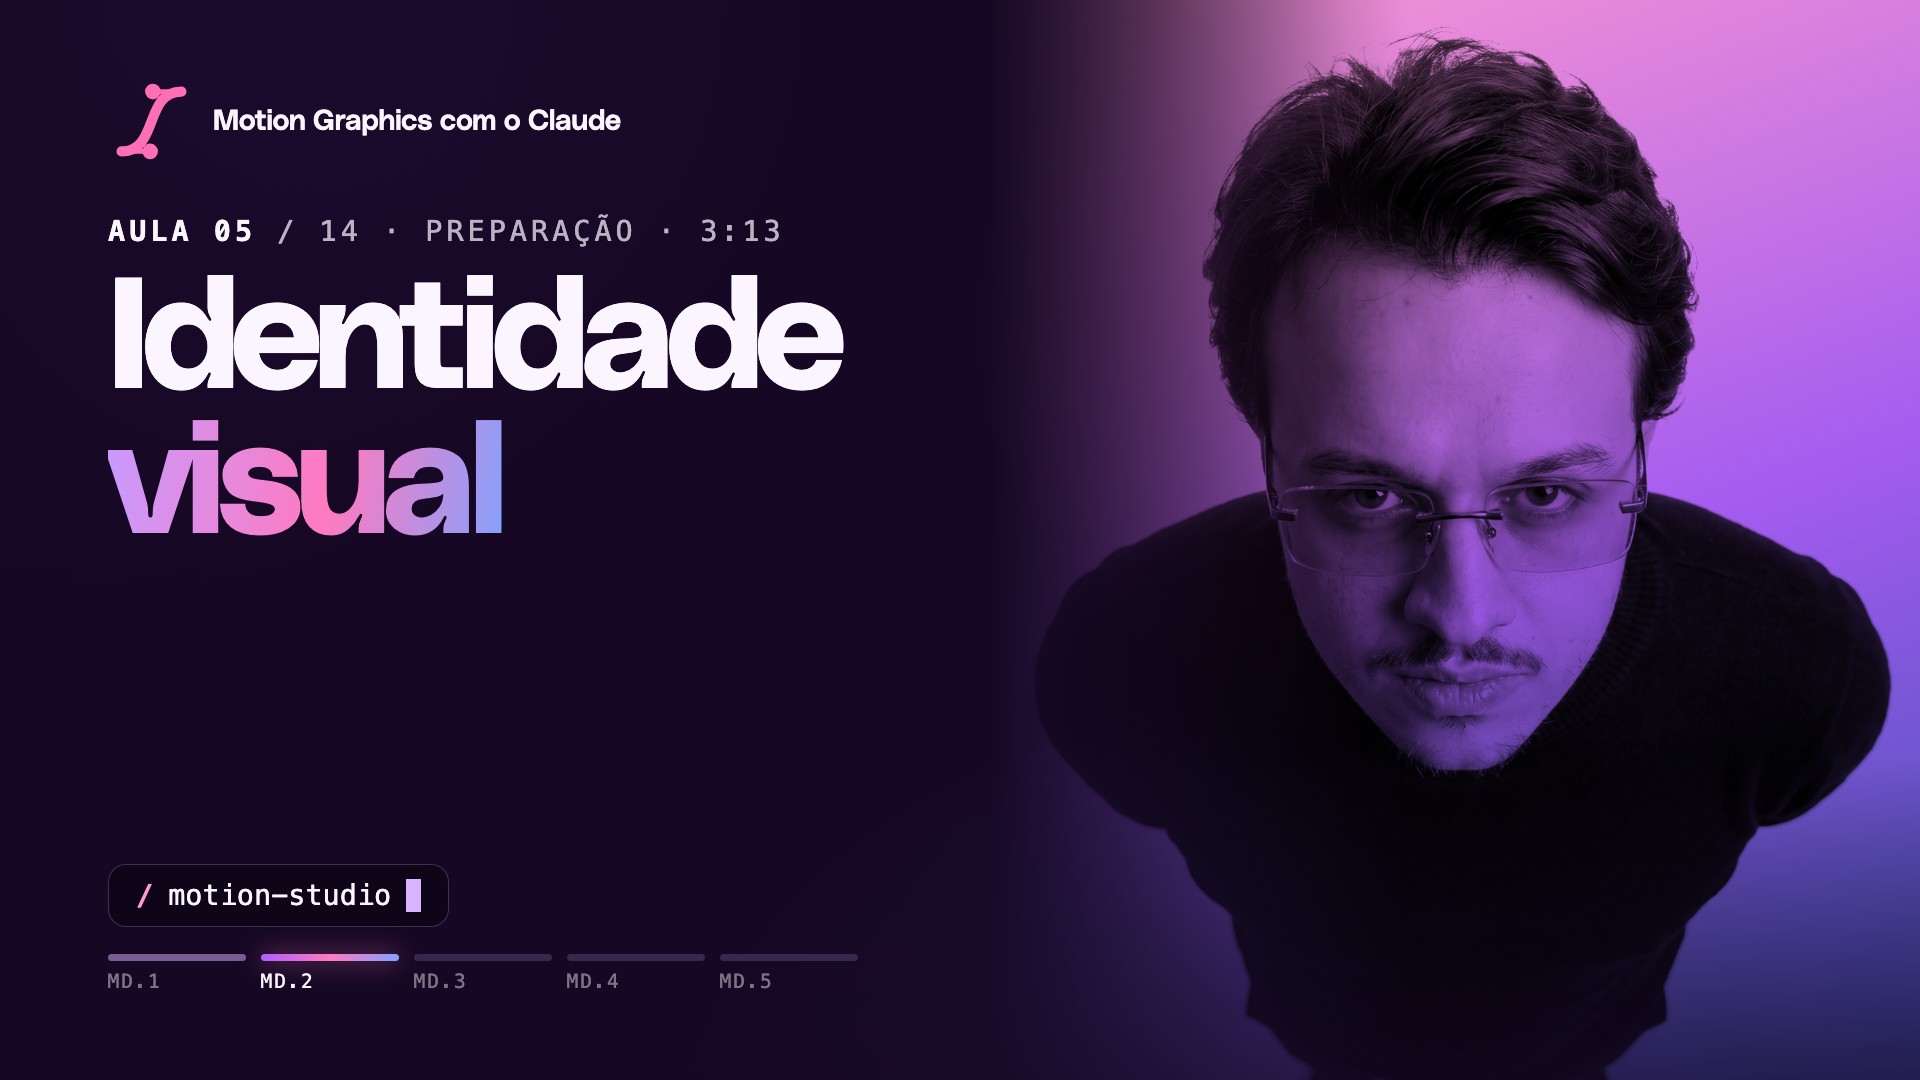 Motion Graphics com o Claude
AULA 05 / 14 · PREPARAÇÃO · 3:13
Identidade
visual
/ motion-studio
MD.1 MD.2 MD.3 MD.4 MD.5